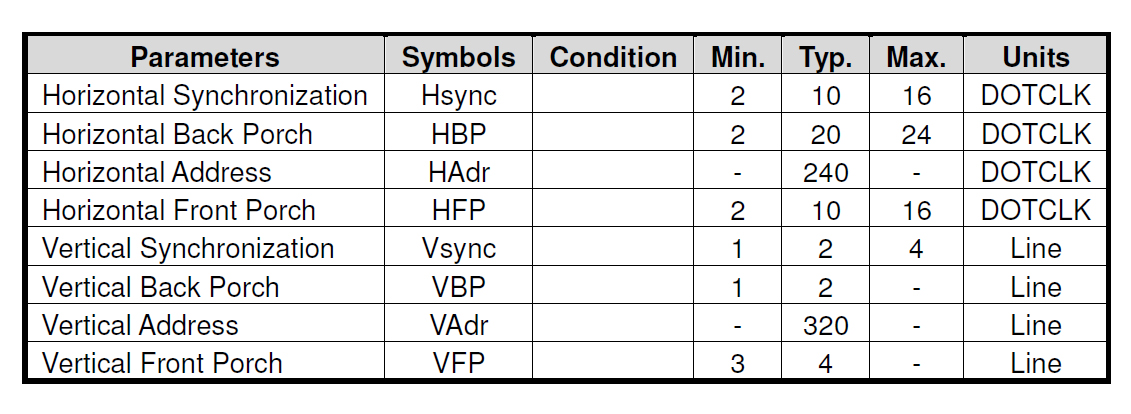 Parameters Symbols Condition Min. Typ. Max. Units
Horizontal Synchronization Hsync 2 10 16 DOTCLK
Horizontal Back Porch HBP 2 20 24 DOTCLK
Horizontal Address HAdr - 240 - DOTCLK
Horizontal Front Porch HFP 2 10 16 DOTCLK
Vertical Synchronization Vsync 1 2 4 Line
Vertical Back Porch VBP 1 2 - Line
Vertical Address VAdr - 320 - Line
Vertical Front Porch VFP 3 4 - Line